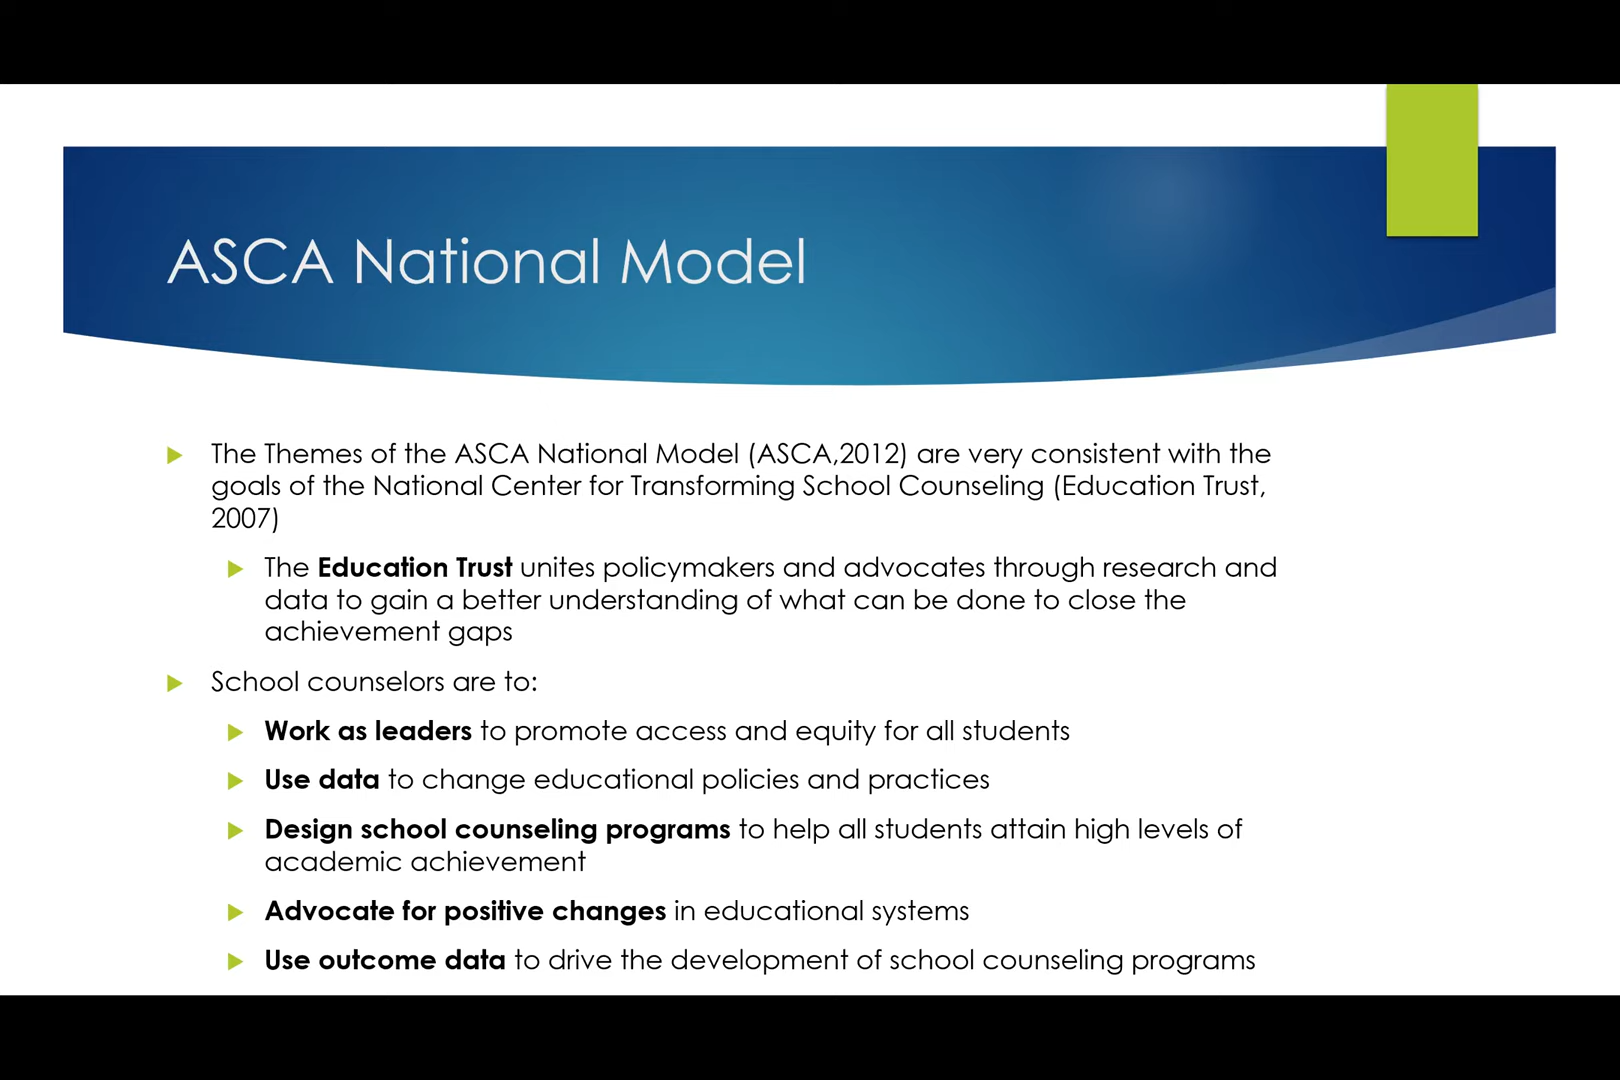 ASCA National Model
The Themes of the ASCA National Model (ASCA,2012) are very consistent with the
goals of the National Center for Transforming School Counseling (Education Trust,
2007)
The Education Trust unites policymakers and advocates through research and
data to gain a better understanding of what can be done to close the
achievement gaps
School counselors are to:
Work as leaders to promote access and equity for all students
Use data to change educational policies and practices
Design school counseling programs to help all students attain high levels of
academic achievement
Advocate for positive changes in educational systems
Use outcome data to drive the development of school counseling programs